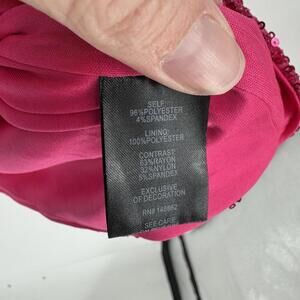 SELF:
96%POLYESTER
4%SPANDEX
LINING:
100%POLYESTER
CONTRAST:
63%RAYON
32%NYLON
5%SPANDEX
EXCLUSIVE
OF DECORATION
RN#
SEE CARE